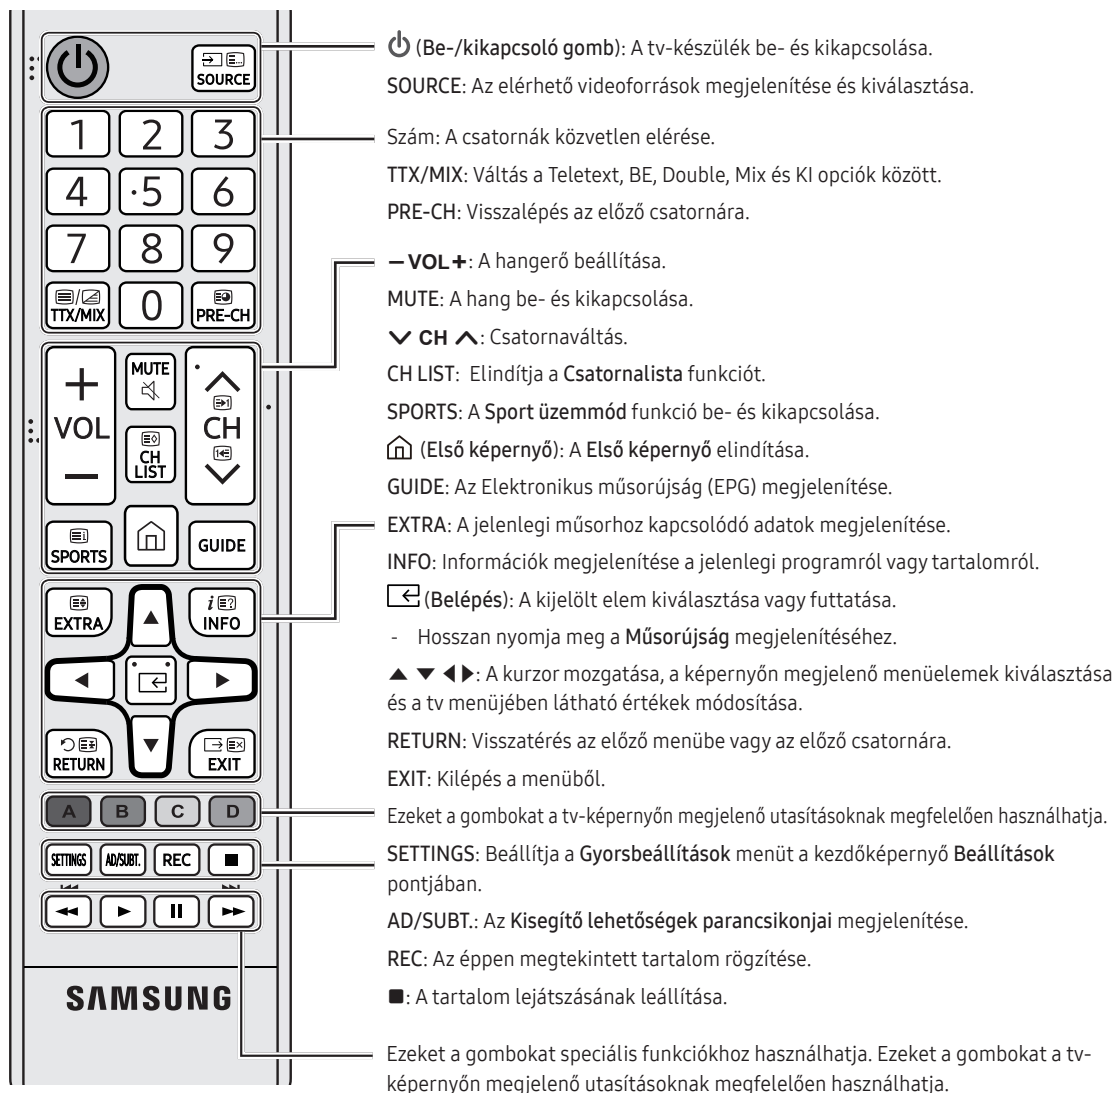 SOURCE
1 2 3
4 ·5 6
7 8 9
TTX/MIX 0 PRE-CH
+ VOL —
MUTE
CH LIST
CH
SPORTS
GUIDE
EXTRA
INFO
RETURN
EXIT
A B C D
SETTINGS AD/SUBT. REC
SAMSUNG
(Be-/kikapcsoló gomb): A tv-készülék be- és kikapcsolása.
SOURCE: Az elérhető videoforrások megjelenítése és kiválasztása.
Szám: A csatornák közvetlen elérése.
TTX/MIX: Váltás a Teletext, BE, Double, Mix és KI opciók között.
PRE-CH: Visszalépés az előző csatornára.
– VOL +: A hangerő beállítása.
MUTE: A hang be- és kikapcsolása.
CH : Csatornaváltás.
CH LIST: Elindítja a Csatornalista funkciót.
SPORTS: A Sport üzemmód funkció be- és kikapcsolása.
(Első képernyő): A Első képernyő elindítása.
GUIDE: Az Elektronikus műsorújság (EPG) megjelenítése.
EXTRA: A jelenlegi műsorhoz kapcsolódó adatok megjelenítése.
INFO: Információk megjelenítése a jelenlegi programról vagy tartalomról.
(Belépés): A kijelölt elem kiválasztása vagy futtatása.
- Hosszan nyomja meg a Műsorújság megjelenítéséhez.
▲ ▼ ◀ ▶: A kurzor mozgatása, a képernyőn megjelenő menüelemek kiválasztása
és a tv menüjében látható értékek módosítása.
RETURN: Visszatérés az előző menübe vagy az előző csatornára.
EXIT: Kilépés a menüből.
Ezeket a gombokat a tv-képernyőn megjelenő utasításoknak megfelelően használhatja.
SETTINGS: Beállítja a Gyorsbeállítások menüt a kezdőképernyő Beállítások
pontjában.
AD/SUBT.: Az Kisegítő lehetőségek parancsikonjai megjelenítése.
REC: Az éppen megtekintett tartalom rögzítése.
■: A tartalom lejátszásának leállítása.
Ezeket a gombokat speciális funkciókhoz használhatja. Ezeket a gombokat a tv-
képernyőn megjelenő utasításoknak megfelelően használhatja.